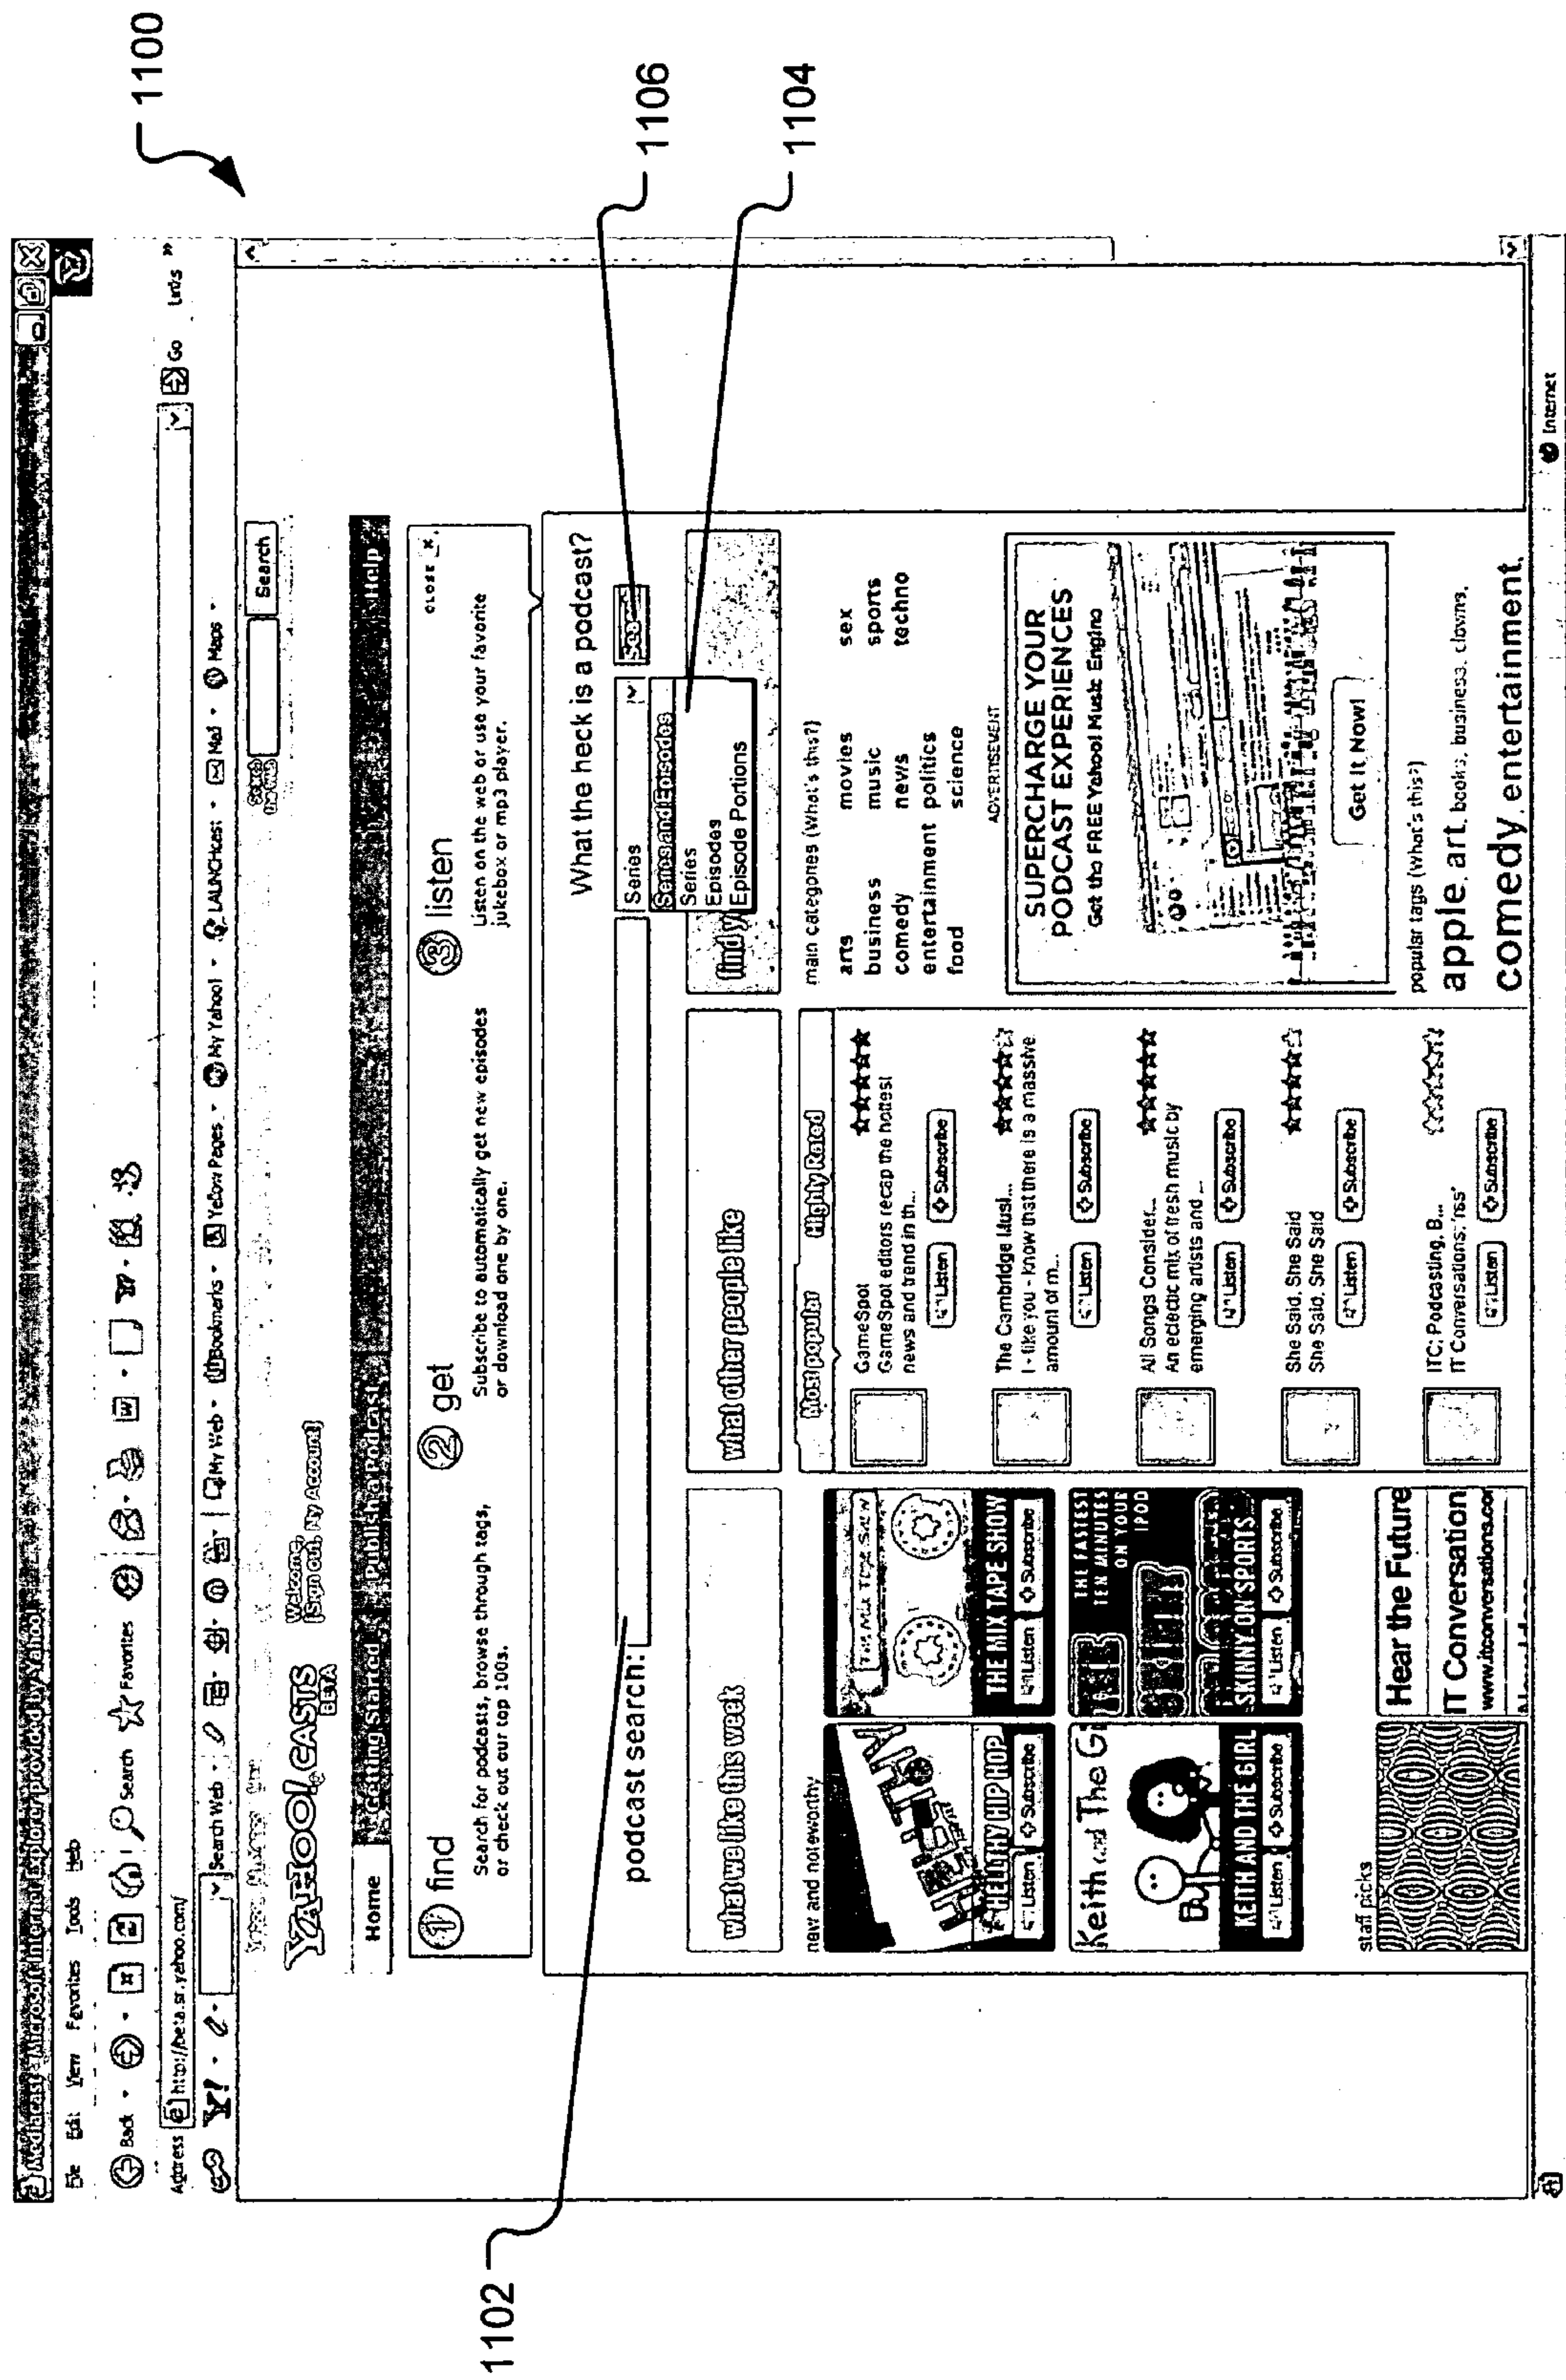 1100
Mediacast - Microsoft Internet Explorer provided by Yahoo!
File Edit View Favorites Tools Help
Back Search Favorites
Address http://beta.sr.yahoo.com/ Go Links »
Y! Search Web My Web Bookmarks Yellow Pages My Yahoo! LAUNCHcast Mail Maps
Search
YAHOO! CASTS
BETA
Welcome,
[Sign out, My Account]
Home Getting Started Publish a Podcast Help
CLOSE x
1 find
Search for podcasts, browse through tags,
or check out our top 100s.
2 get
Subscribe to automatically get new episodes
or download one by one.
3 listen
Listen on the web or use your favorite
jukebox or mp3 player.
What the heck is a podcast?
podcast search:
Series
Series and Episodes
Series
Episodes
Episode Portions
1102
1106
1104
what we like this week
new and noteworthy
HELLTHY HIP HOP
Listen Subscribe
THE MIX TAPE SHOW
THE MIX TAPE SHOW
Listen Subscribe
Keith and The Gi
KEITH AND THE GIRL
Listen Subscribe
THE FASTEST
TEN MINUTES
ON YOUR
IPOD
THE SKINNY
SKINNY ON SPORTS
Listen Subscribe
staff picks
Hear the Future
IT Conversation
www.itconversations.com
what other people like
Most popular Highly Rated
GameSpot
GameSpot editors recap the hottest
news and trend in th...
Listen Subscribe
The Cambridge Musi...
I - like you - know that there is a massive
amount of m...
Listen Subscribe
All Songs Consider...
An eclectic mix of fresh music by
emerging artists and ...
Listen Subscribe
She Said, She Said
She Said, She Said
Listen Subscribe
ITC: Podcasting, B...
IT Conversations: 'rss'
Listen Subscribe
find y
main categories (What's this?)
arts movies sex
business music sports
comedy news techno
entertainment politics
food science
ADVERTISEMENT
SUPERCHARGE YOUR
PODCAST EXPERIENCES
Get the FREE Yahoo! Music Engine
Get It Now!
popular tags (What's this?)
apple, art, books, business, clowns,
comedy, entertainment,
Internet